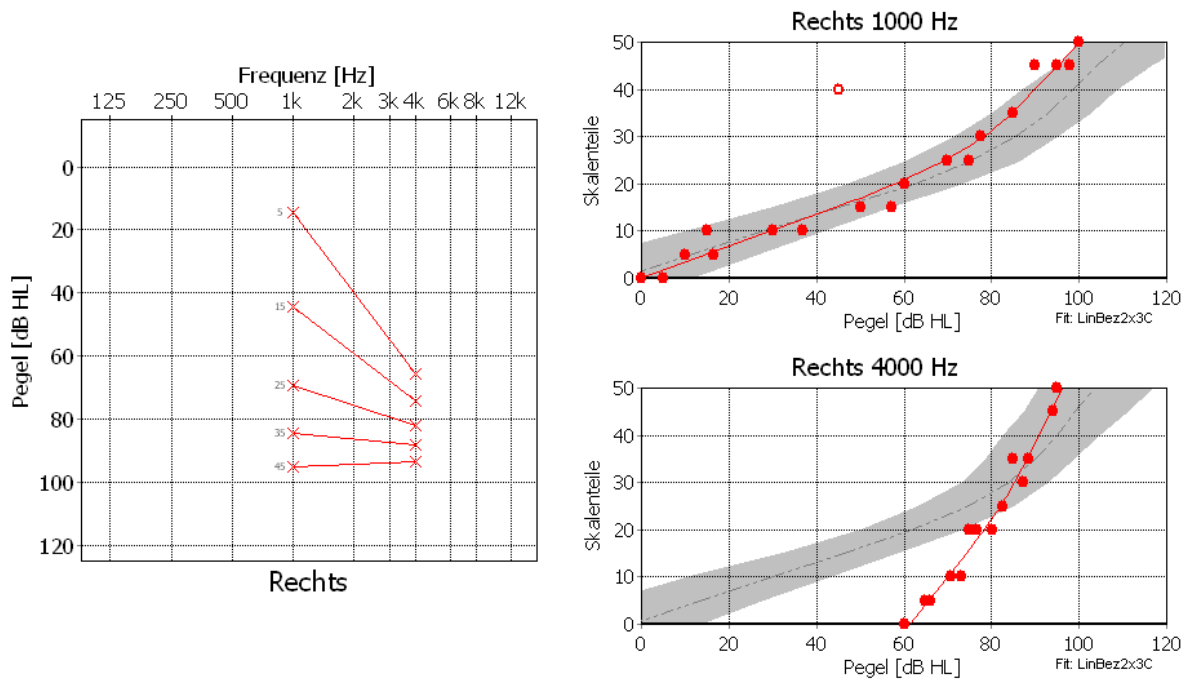 Frequenz [Hz]
125 250 500 1k 2k 3k 4k 6k 8k 12k
Pegel [dB HL]
0
20
40
60
80
100
120
5
15
25
35
45
Rechts
Rechts 1000 Hz
Skalenteile
50
40
30
20
10
0
0 20 40 60 80 100 120
Pegel [dB HL]
Fit: LinBez2x3C
Rechts 4000 Hz
Skalenteile
50
40
30
20
10
0
0 20 40 60 80 100 120
Pegel [dB HL]
Fit: LinBez2x3C